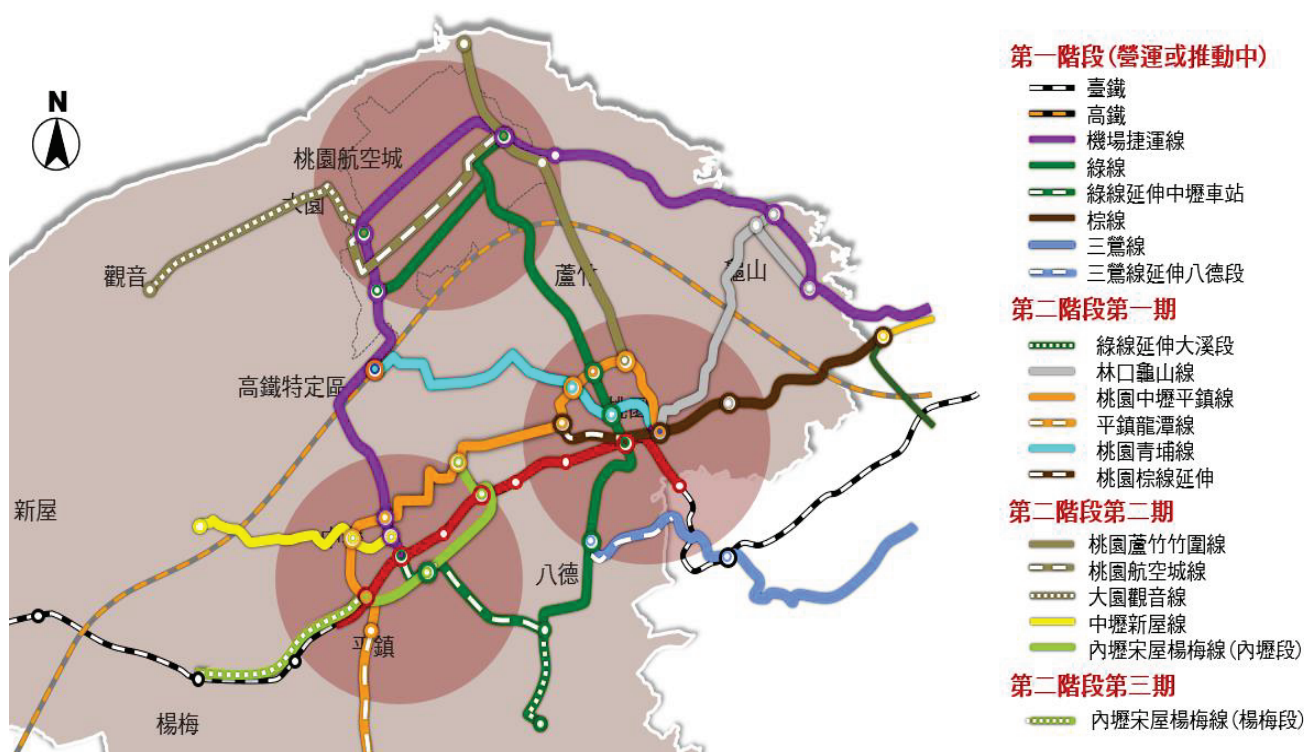 N
桃園航空城
大園
觀音
蘆竹
龜山
高鐵特定區
桃園
新屋
八德
平鎮
楊梅
第一階段(營運或推動中)
臺鐵
高鐵
機場捷運線
綠線
綠線延伸中壢車站
棕線
三鶯線
三鶯線延伸八德段
第二階段第一期
綠線延伸大溪段
林口龜山線
桃園中壢平鎮線
平鎮龍潭線
桃園青埔線
桃園棕線延伸
第二階段第二期
桃園蘆竹竹圍線
桃園航空城線
大園觀音線
中壢新屋線
內壢宋屋楊梅線(內壢段)
第二階段第三期
內壢宋屋楊梅線(楊梅段)